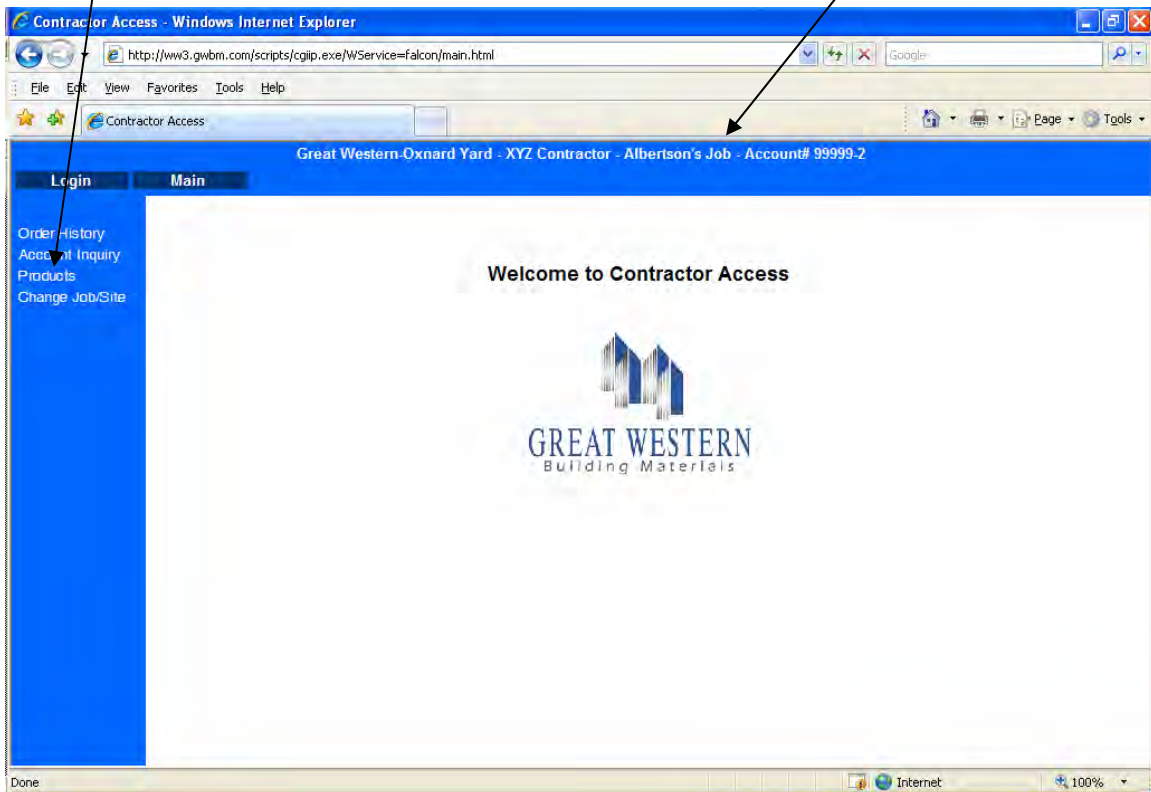 Contractor Access - Windows Internet Explorer
http://ww3.gwbm.com/scripts/cgiip.exe/WService=falcon/main.html
Google
File Edit View Favorites Tools Help
Contractor Access
Page
Tools
Great Western-Oxnard Yard - XYZ Contractor - Albertson's Job - Account# 99999-2
Login Main
Order History
Account Inquiry
Products
Change Job/Site
Welcome to Contractor Access
GREAT WESTERN
Building Materials
Done
Internet
100%